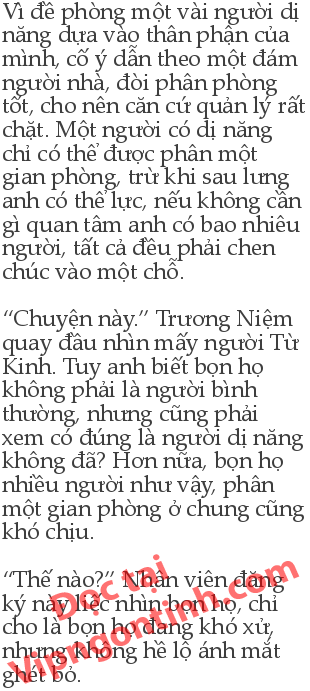 Vì đề phòng một vài người dị
năng dựa vào thân phận của
mình, cố ý dẫn theo một đám
người nhà, đòi phân phòng
tốt, cho nên căn cứ quản lý rất
chặt. Một người có dị năng
chỉ có thể được phân một
gian phòng, trừ khi sau lưng
anh có thế lực, nếu không cần
gì quan tâm anh có bao nhiêu
người, tất cả đều phải chen
chúc vào một chỗ.
“Chuyện này.” Trương Niệm
quay đầu nhìn mấy người Từ
Kinh. Tuy anh biết bọn họ
không phải là người bình
thường, nhưng cũng phải
xem có đúng là người dị năng
không đã? Hơn nữa, bọn họ
nhiều người như vậy, phân
một gian phòng ở chung cũng
khó chịu.
“Thế nào?” Nhân viên đăng
ký này liếc nhìn bọn họ, chỉ
cho là bọn họ đang khó xử,
nhưng không hề lộ ánh mắt
ghét bỏ.
Đọc tại
Vipngontinh.com